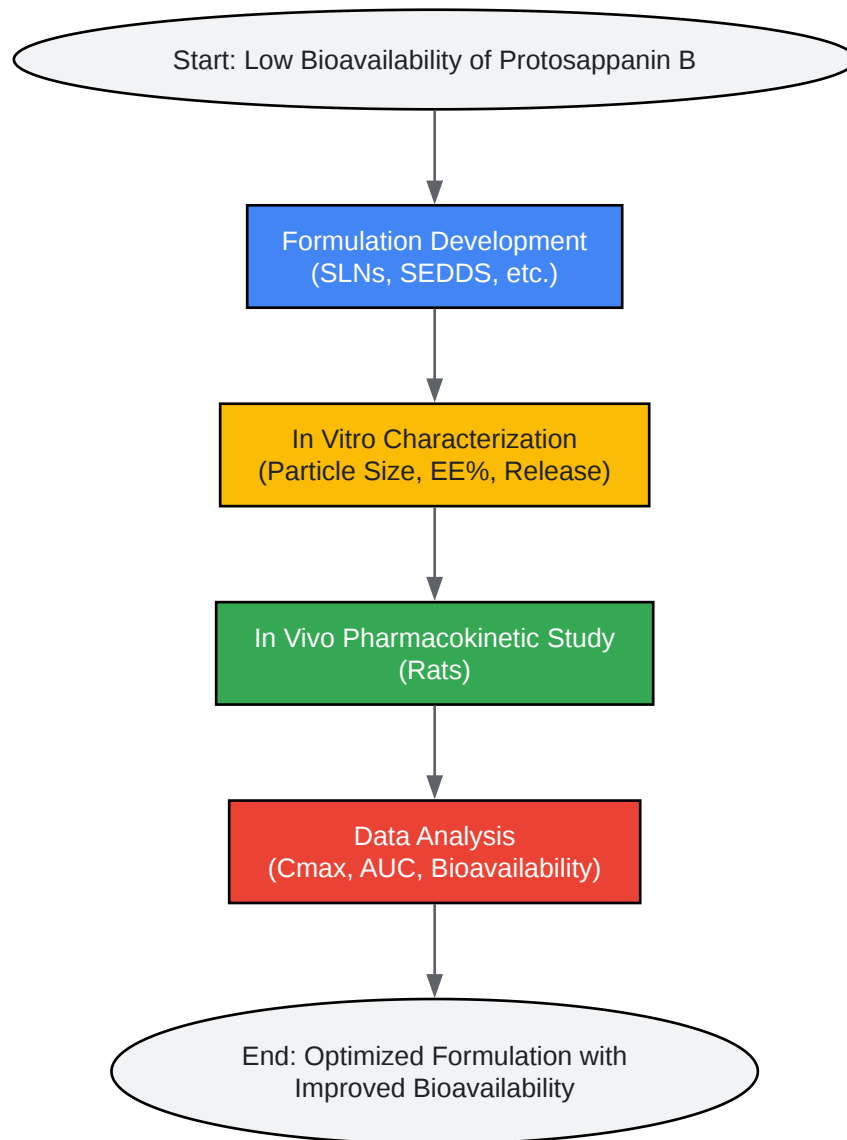 Start: Low Bioavailability of Protosappanin B
Formulation Development
(SLNs, SEDDS, etc.)
In Vitro Characterization
(Particle Size, EE%, Release)
In Vivo Pharmacokinetic Study
(Rats)
Data Analysis
(Cmax, AUC, Bioavailability)
End: Optimized Formulation with
Improved Bioavailability